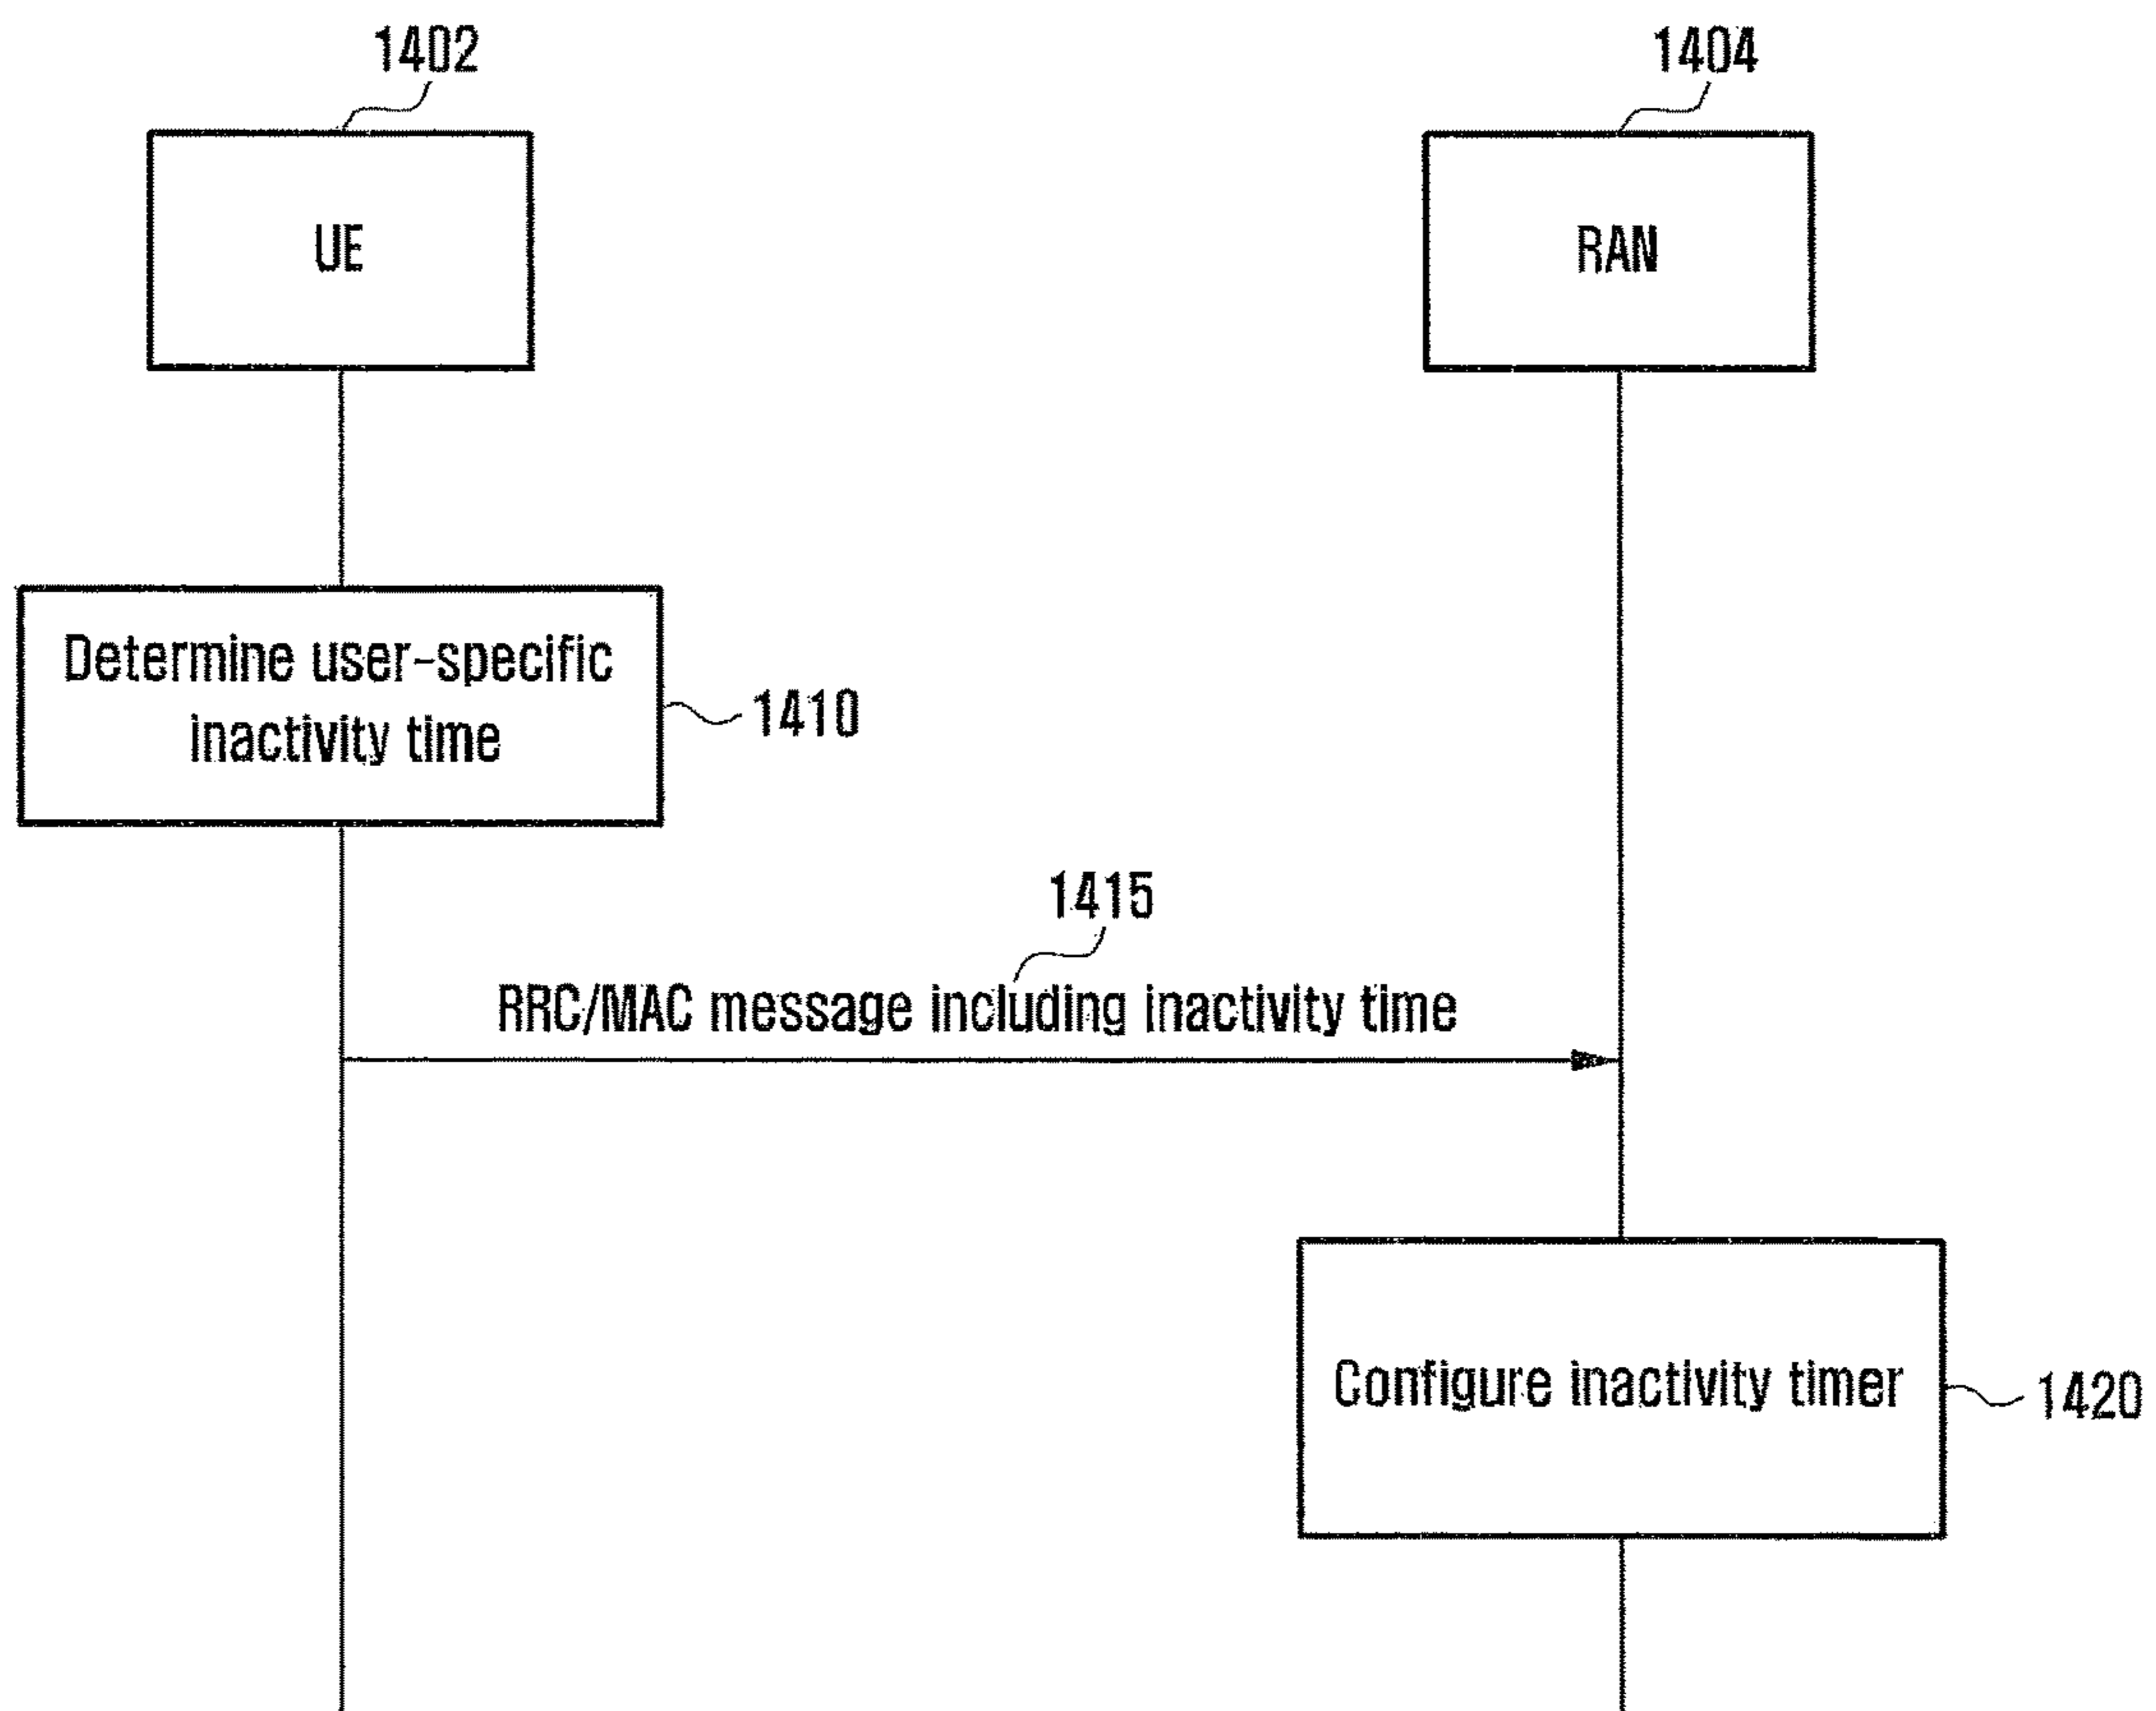 1402
1404
UE
RAN
Determine user-specific
inactivity time
1410
1415
RRC/MAC message including inactivity time
Configure inactivity timer
1420